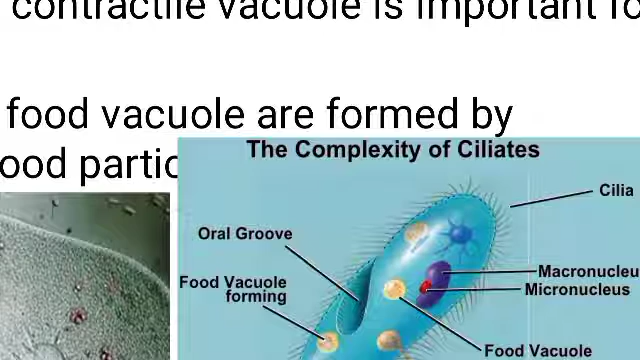 contractile vacuole is important fo
food vacuole are formed by
ood partic
The Complexity of Ciliates
Cilia
Oral Groove
Macronucleu
Food Vacuole
forming
Micronucleus
Food Vacuole